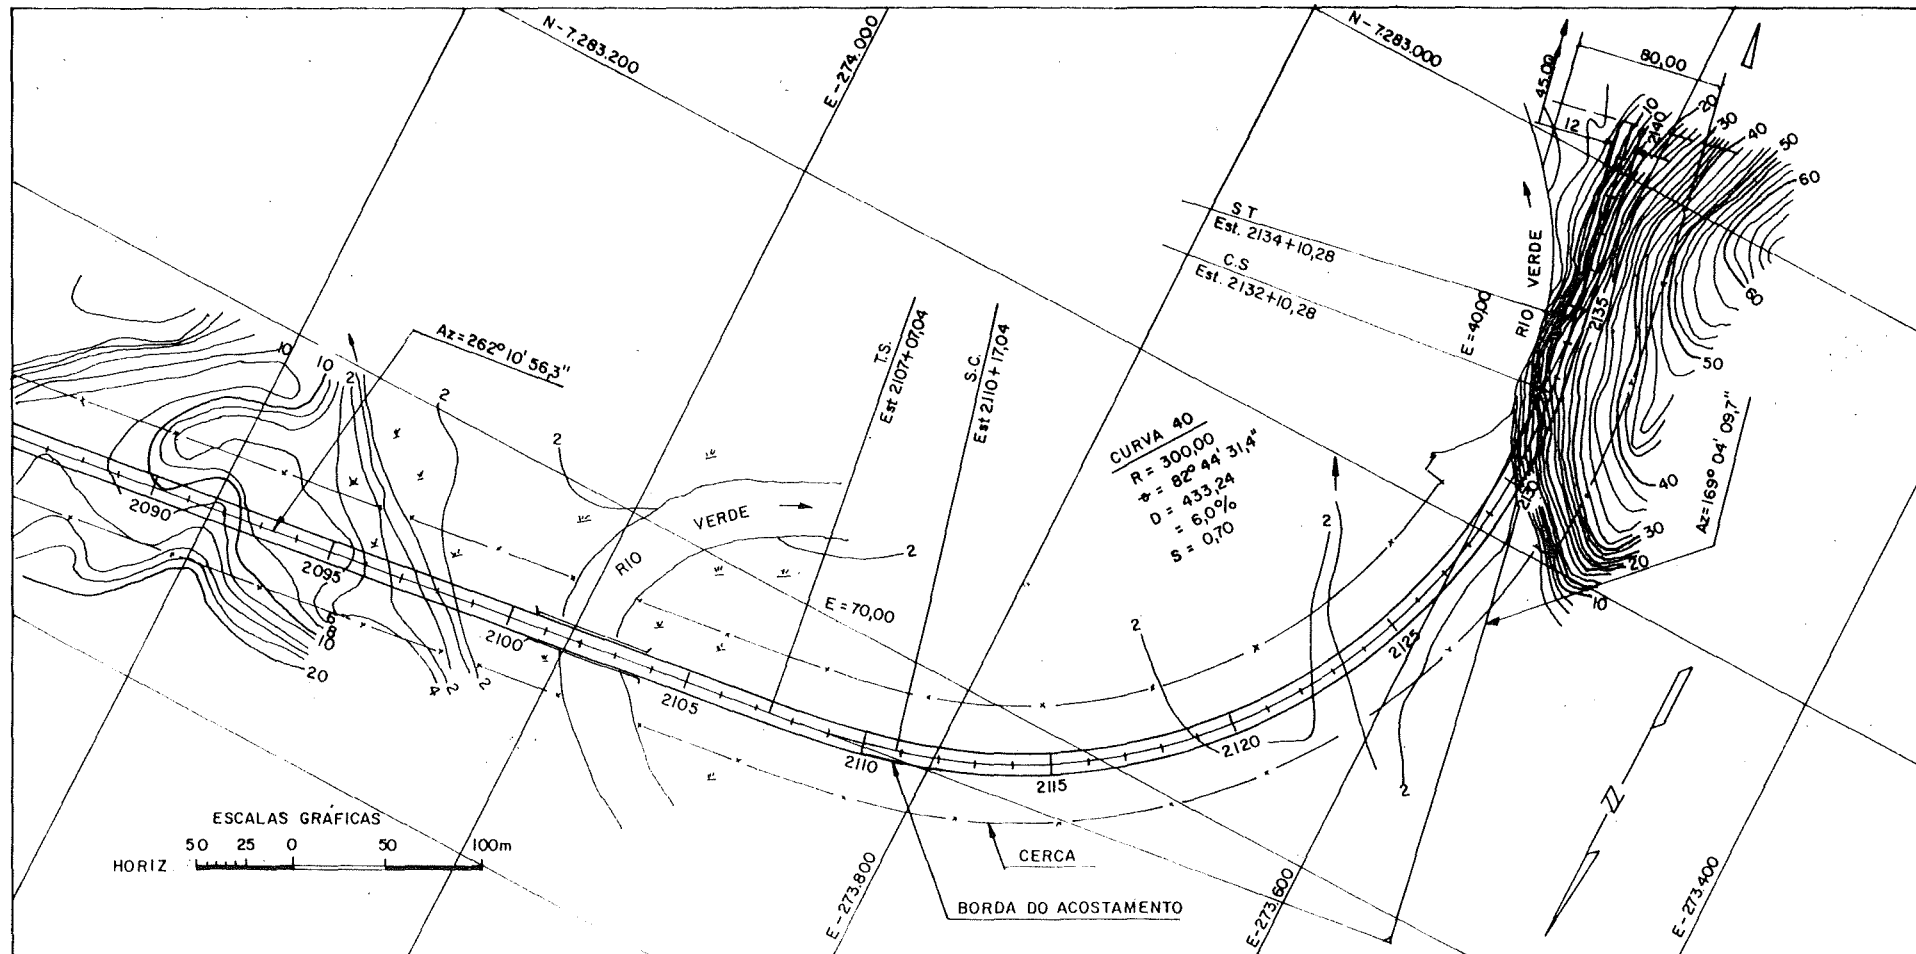 N-7.283.200
E-274.000
N-7.283.000
45,00
80,00
10
20
30
40
50
60
12
2140
S T
Est. 2134+10,28
C.S
Est. 2132+10,28
RIO VERDE
E=40,00
2135
60
50
40
30
20
10
Az=169° 04' 09,7"
Az=262° 10' 56,3"
10
10
2
2
2
T.S.
Est 2107+07,04
S.C.
Est 2110+17,04
CURVA 40
R = 300,00
θ = 82° 44' 31,4"
D = 433,24
= 6,0%
S = 0,70
RIO VERDE
2
2
2
2
E = 70,00
2090
2095
2100
2105
2110
2115
2120
2125
2130
6
8
10
20
4
2
2
ESCALAS GRÁFICAS
50 25 0 50 100m
HORIZ
CERCA
BORDA DO ACOSTAMENTO
E-273.800
E-273.600
E-273.400
N